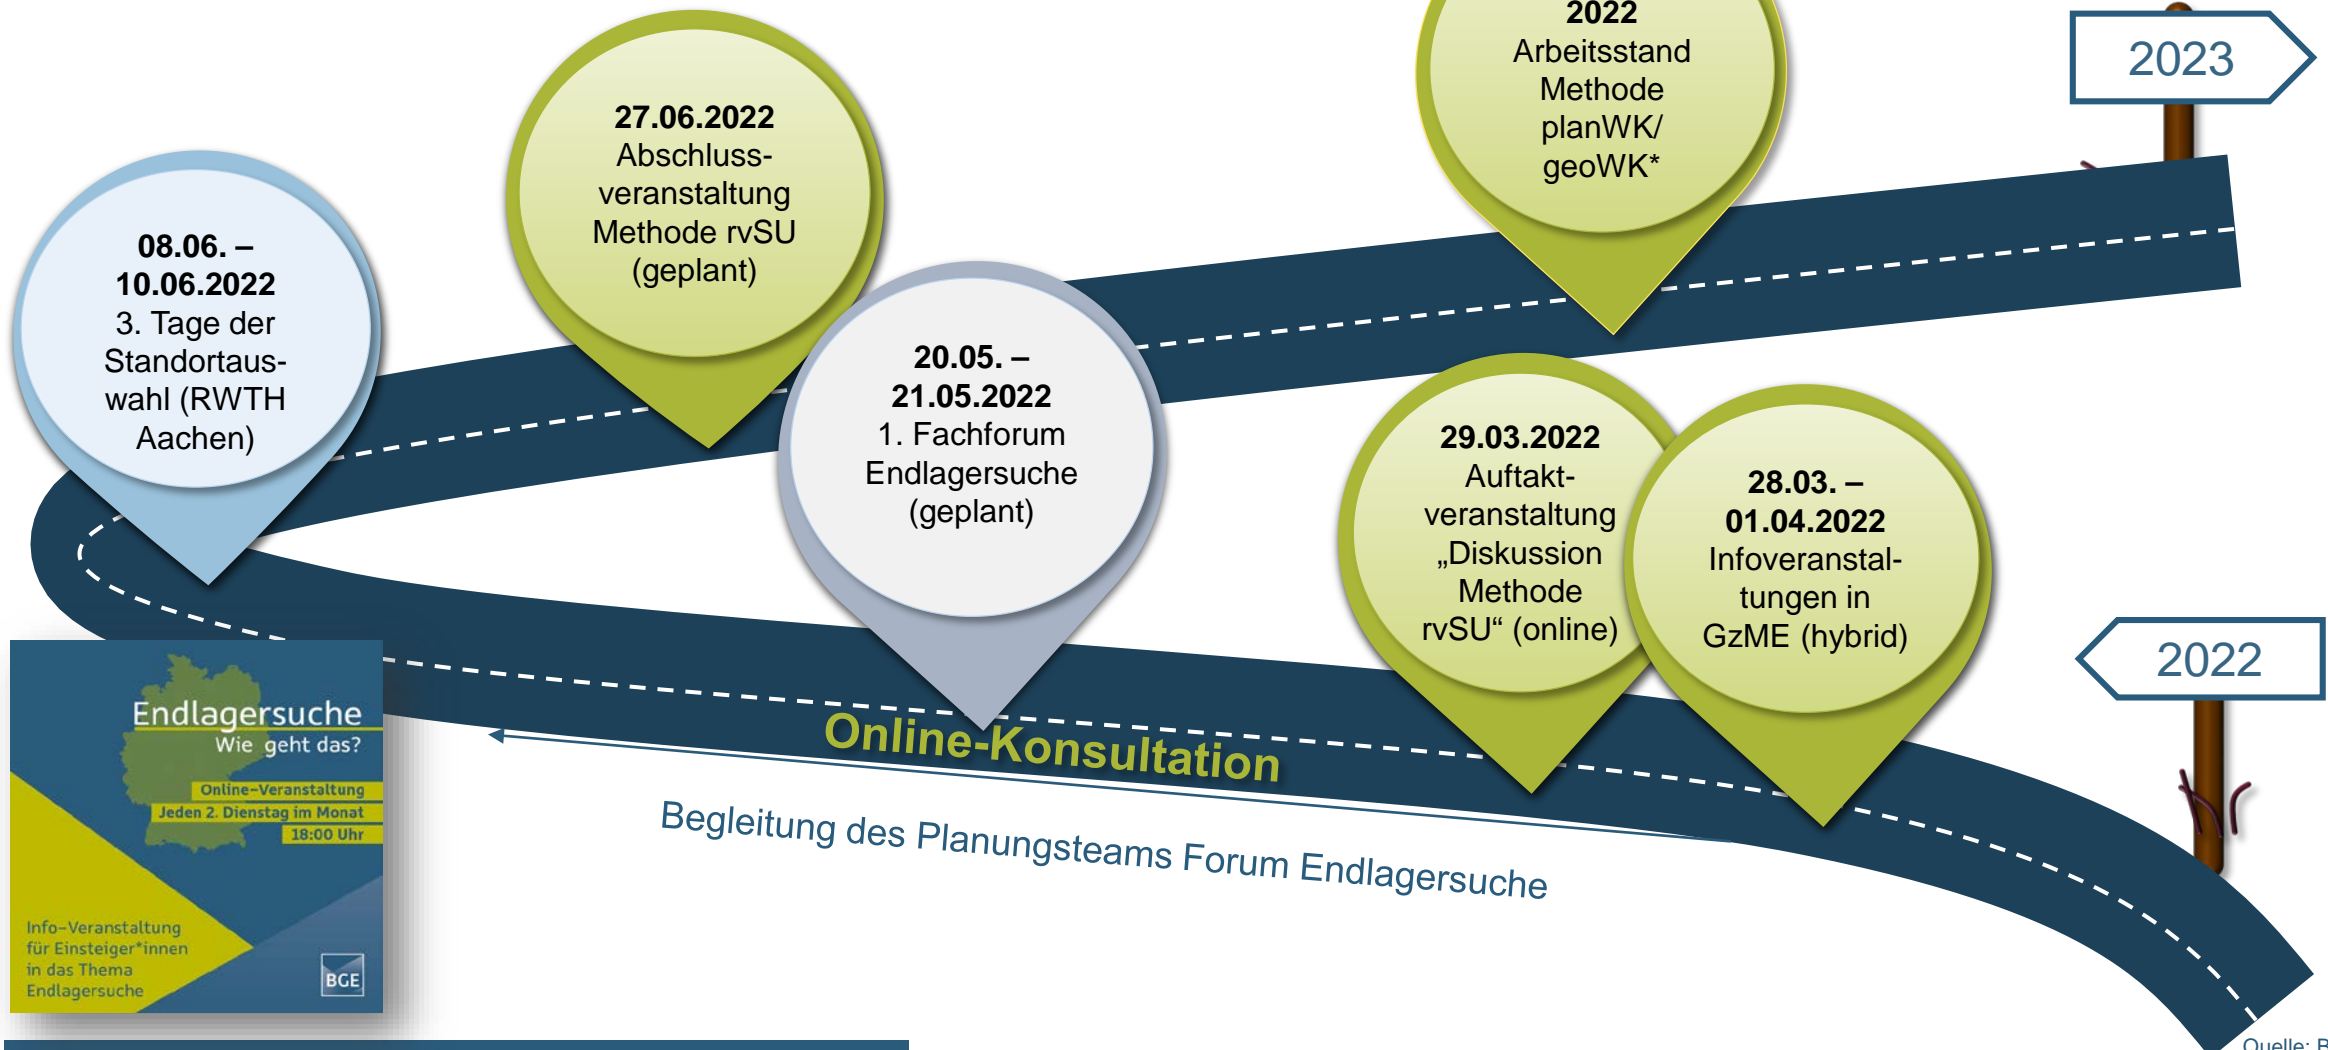 2022
Arbeitsstand
Methode
planWK/
geoWK*
2023
27.06.2022
Abschluss-
veranstaltung
Methode rvSU
(geplant)
08.06. –
10.06.2022
3. Tage der
Standortaus-
wahl (RWTH
Aachen)
20.05. –
21.05.2022
1. Fachforum
Endlagersuche
(geplant)
29.03.2022
Auftakt-
veranstaltung
„Diskussion
Methode
rvSU“ (online)
28.03. –
01.04.2022
Infoveranstal-
tungen in
GzME (hybrid)
2022
Online-Konsultation
Begleitung des Planungsteams Forum Endlagersuche
Endlagersuche
Wie geht das?
Online-Veranstaltung
Jeden 2. Dienstag im Monat
18:00 Uhr
Info-Veranstaltung
für Einsteiger*innen
in das Thema
Endlagersuche
BGE
Quelle: B